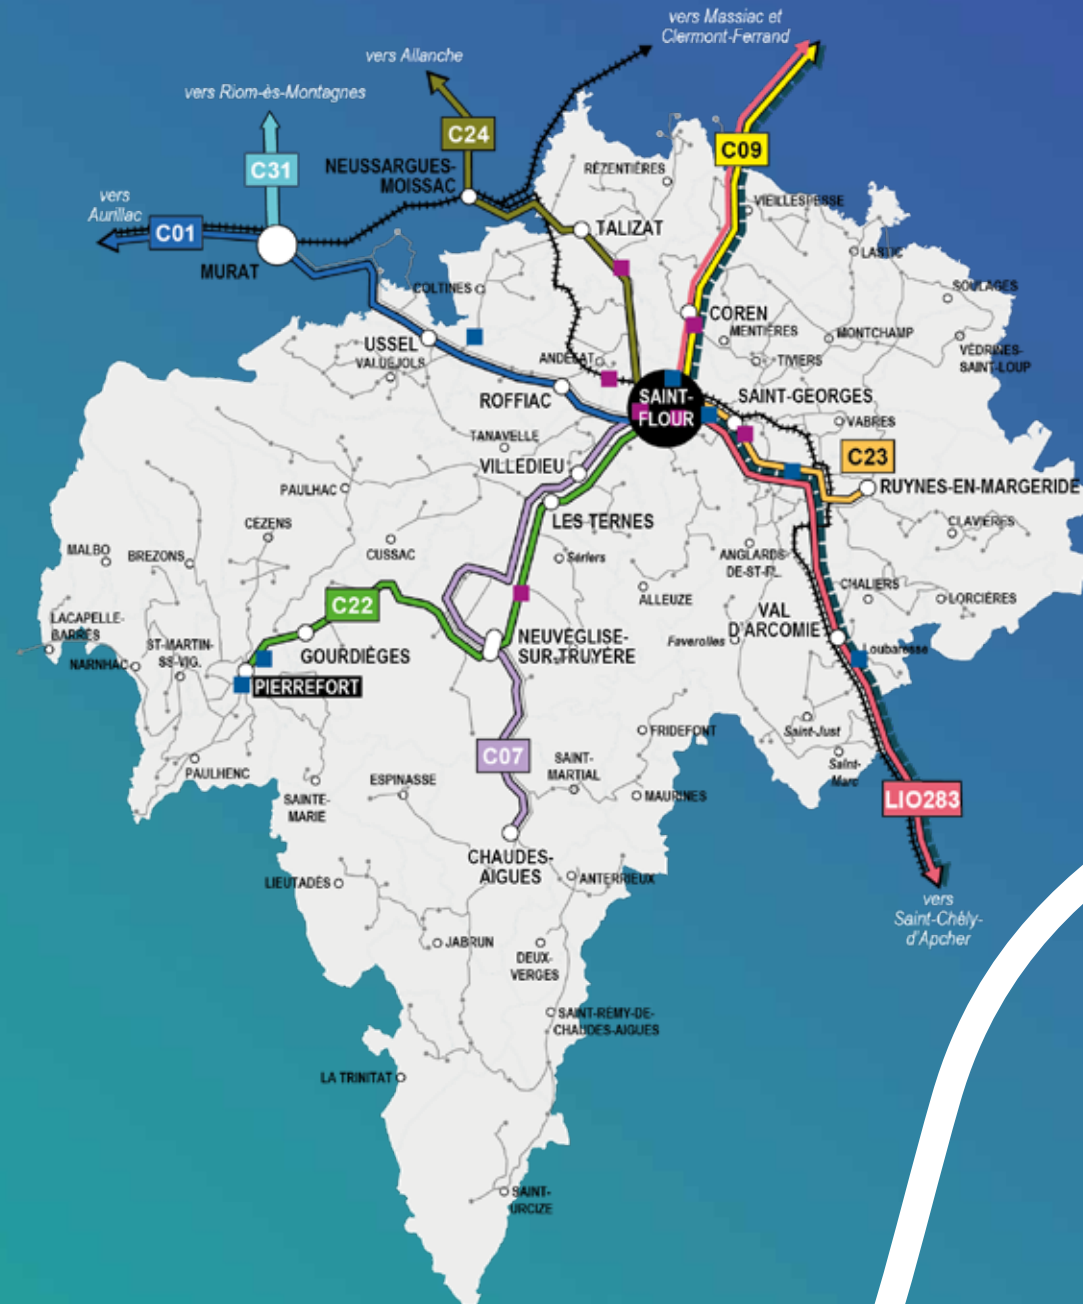 vers Massiac et
Clermont-Ferrand
vers Allanche
vers Riom-ès-Montagnes
C24
C09
C31
NEUSSARGUES-
MOISSAC
RÉZENTIÈRES
vers
Aurillac
C01
VIEILLESPESSE
TALIZAT
MURAT
LASTIC
COLTINES
SOULAGES
COREN
MENTIÈRES
MONTCHAMP
USSEL
VALUÉJOLS
ANDELAT
TIVIERS
VÉDRINES-
SAINT-LOUP
ROFFIAC
SAINT-
FLOUR
SAINT-GEORGES
VABRES
TANAVELLE
VILLEDIEU
C23
PAULHAC
RUYNES-EN-MARGERIDE
LES TERNES
CÉZENS
CLAVIÈRES
MALBO
BREZONS
CUSSAC
Sériers
ANGLARDS-
DE-ST-FL.
CHALIERS
LORCIÈRES
C22
ALLEUZE
LACAPELLE-
BARRÈS
VAL
D'ARCOMIE
NEUVÉGLISE-
SUR-TRUYÈRE
Faverolles
Loubaresse
ST-MARTIN-
SS-VIG.
NARNHAC
GOURDIÈGES
PIERREFORT
FRIDEFONT
Saint-Just
C07
SAINT-
MARTIAL
Saint-
Marc
PAULHENC
ESPINASSE
SAINTE-
MARIE
MAURINES
LIO283
CHAUDES-
AIGUES
LIEUTADÈS
ANTERRIEUX
vers
Saint-Chély-
d'Apcher
JABRUN
DEUX-
VERGES
SAINT-RÉMY-DE-
CHAUDES-AIGUES
LA TRINITAT
SAINT-
URCIZE